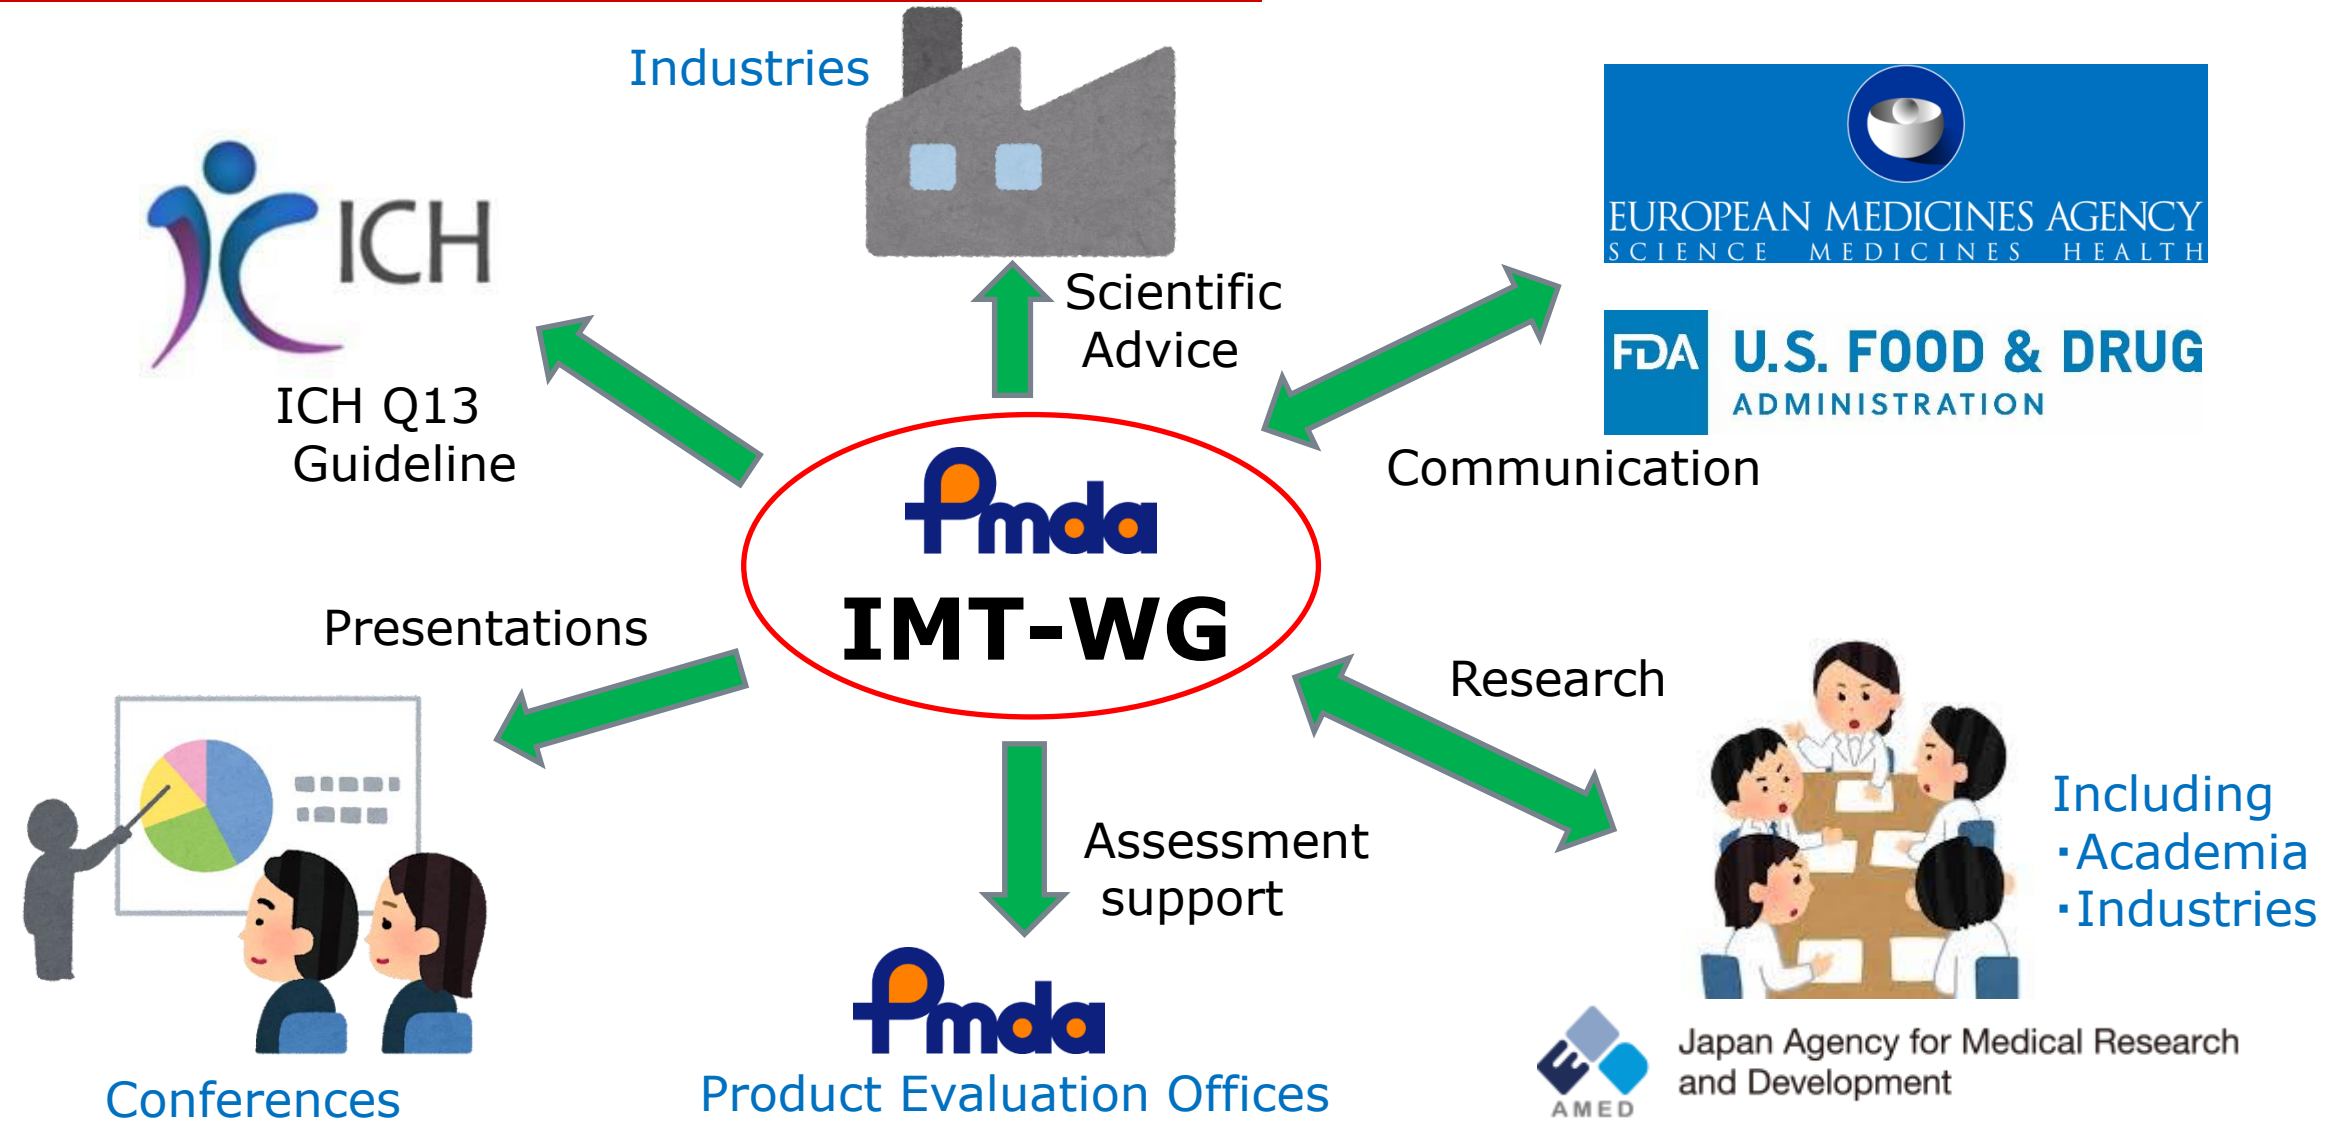 Industries
ICH
EUROPEAN MEDICINES AGENCY
SCIENCE MEDICINES HEALTH
FDA
U.S. FOOD & DRUG
ADMINISTRATION
Scientific
Advice
ICH Q13
Guideline
Communication
Pmda
IMT-WG
Presentations
Research
Including
・Academia
・Industries
Assessment
support
Pmda
Product Evaluation Offices
Conferences
AMED
Japan Agency for Medical Research
and Development